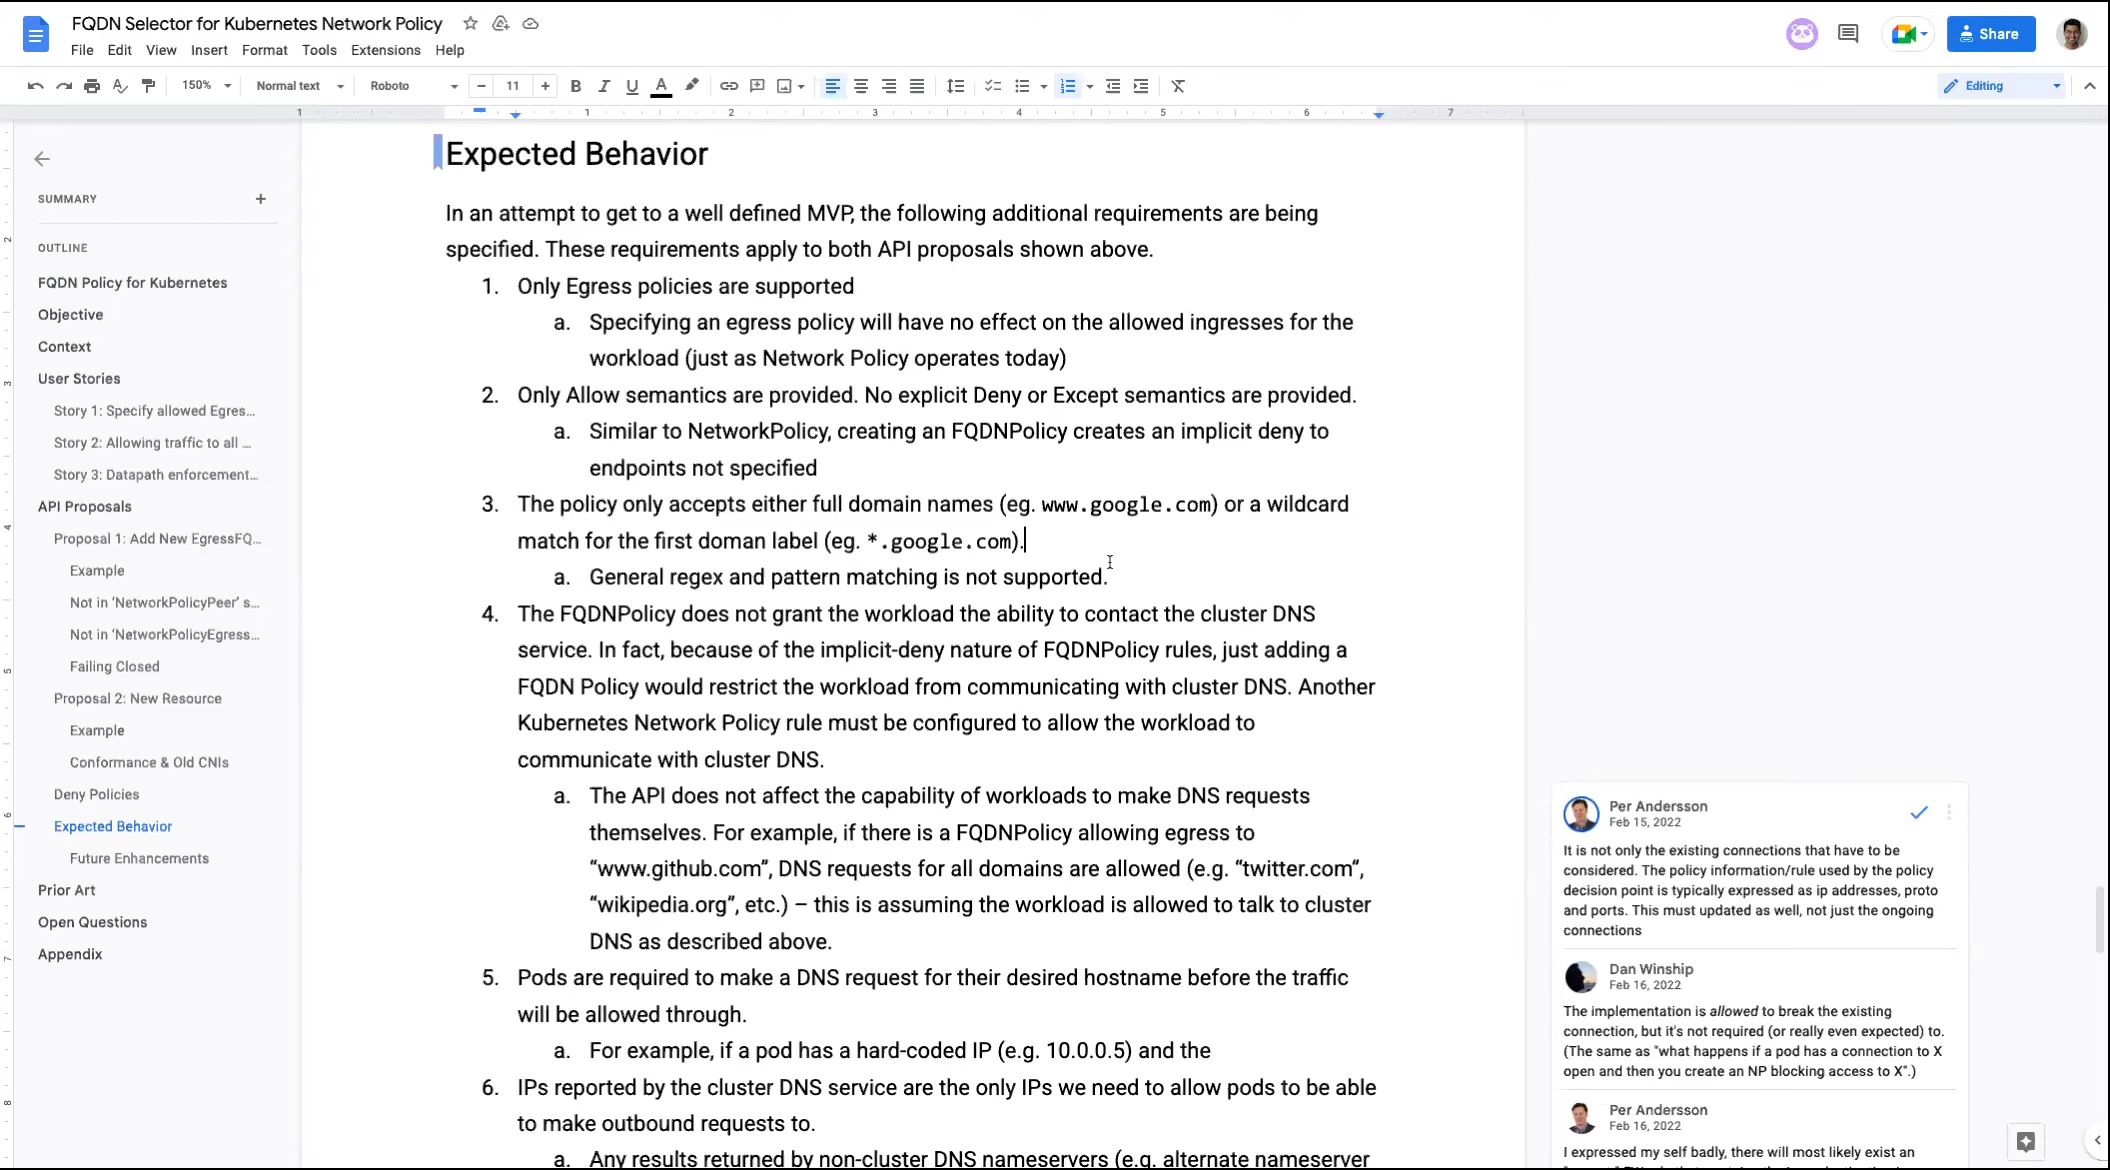 FQDN Selector for Kubernetes Network Policy
File Edit View Insert Format Tools Extensions Help
Share
150% Normal text Roboto 11 B I U A Editing
1 1 2 3 4 5 6 7
SUMMARY
OUTLINE
FQDN Policy for Kubernetes
Objective
Context
User Stories
Story 1: Specify allowed Egres...
Story 2: Allowing traffic to all ...
Story 3: Datapath enforcement...
API Proposals
Proposal 1: Add New EgressFQ...
Example
Not in ‘NetworkPolicyPeer’ s...
Not in ‘NetworkPolicyEgress...
Failing Closed
Proposal 2: New Resource
Example
Conformance & Old CNIs
Deny Policies
Expected Behavior
Future Enhancements
Prior Art
Open Questions
Appendix
2
3
4
5
6
7
8
Expected Behavior
In an attempt to get to a well defined MVP, the following additional requirements are being
specified. These requirements apply to both API proposals shown above.
1. Only Egress policies are supported
a. Specifying an egress policy will have no effect on the allowed ingresses for the
workload (just as Network Policy operates today)
2. Only Allow semantics are provided. No explicit Deny or Except semantics are provided.
a. Similar to NetworkPolicy, creating an FQDNPolicy creates an implicit deny to
endpoints not specified
3. The policy only accepts either full domain names (eg. www.google.com) or a wildcard
match for the first doman label (eg. *.google.com).
a. General regex and pattern matching is not supported.
4. The FQDNPolicy does not grant the workload the ability to contact the cluster DNS
service. In fact, because of the implicit-deny nature of FQDNPolicy rules, just adding a
FQDN Policy would restrict the workload from communicating with cluster DNS. Another
Kubernetes Network Policy rule must be configured to allow the workload to
communicate with cluster DNS.
a. The API does not affect the capability of workloads to make DNS requests
themselves. For example, if there is a FQDNPolicy allowing egress to
“www.github.com”, DNS requests for all domains are allowed (e.g. “twitter.com”,
“wikipedia.org”, etc.) – this is assuming the workload is allowed to talk to cluster
DNS as described above.
5. Pods are required to make a DNS request for their desired hostname before the traffic
will be allowed through.
a. For example, if a pod has a hard-coded IP (e.g. 10.0.0.5) and the
6. IPs reported by the cluster DNS service are the only IPs we need to allow pods to be able
to make outbound requests to.
a. Any results returned by non-cluster DNS nameservers (e.g. alternate nameserver
Per Andersson
Feb 15, 2022
It is not only the existing connections that have to be
considered. The policy information/rule used by the policy
decision point is typically expressed as ip addresses, proto
and ports. This must updated as well, not just the ongoing
connections
Dan Winship
Feb 16, 2022
The implementation is allowed to break the existing
connection, but it's not required (or really even expected) to.
(The same as "what happens if a pod has a connection to X
open and then you create an NP blocking access to X".)
Per Andersson
Feb 16, 2022
I expressed my self badly, there will most likely exist an